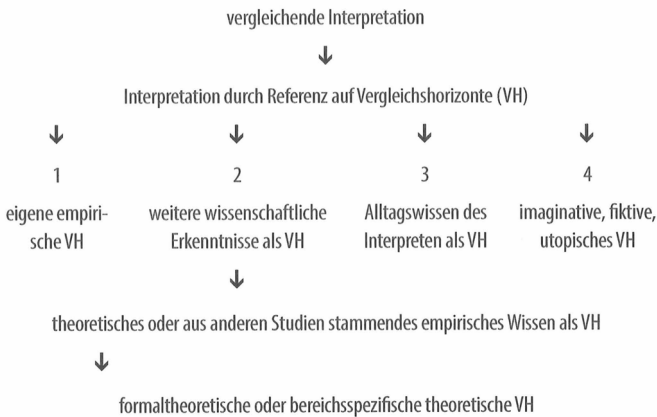 vergleichende Interpretation
Interpretation durch Referenz auf Vergleichshorizonte (VH)
1 2 3 4
eigene empiri- weitere wissenschaftliche Alltagswissen des imaginative, fiktive,
sche VH Erkenntnisse als VH Interpreten als VH utopisches VH
theoretisches oder aus anderen Studien stammendes empirisches Wissen als VH
formaltheoretische oder bereichsspezifische theoretische VH